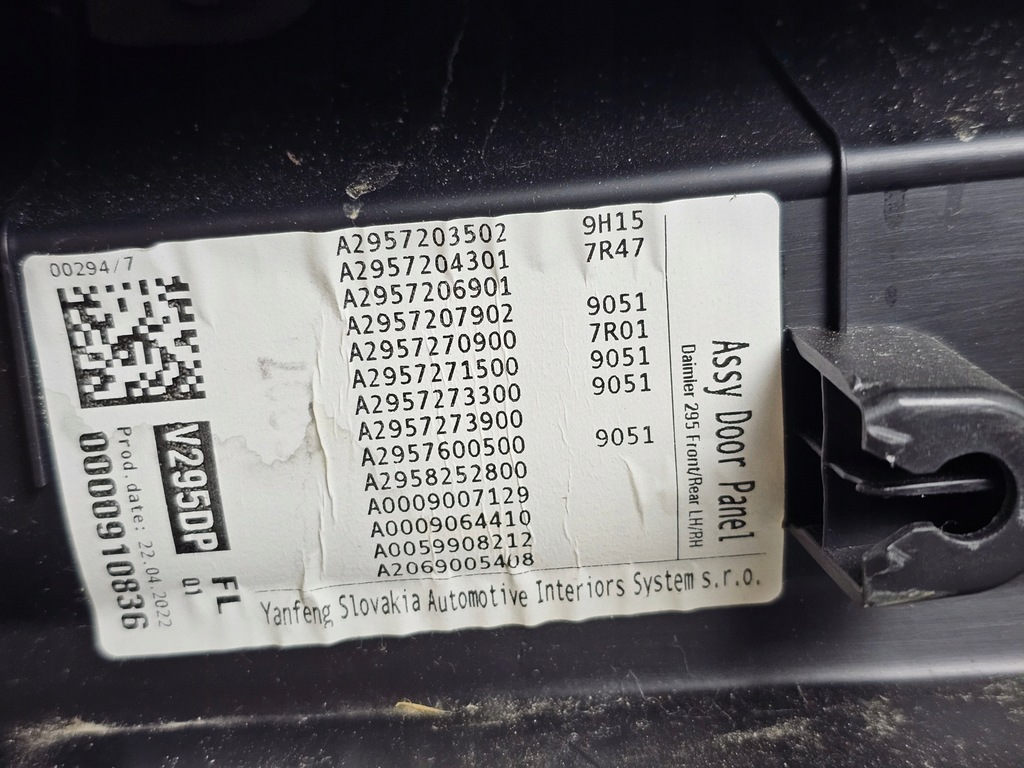 00294/7
A2957203502 9H15
A2957204301 7R47
A2957206901
A2957207902 9051
A2957270900 7R01
A2957271500 9051
A2957273300 9051
A2957273900
A2957600500 9051
A2958252800
A0009007129
A0009064410
A0059908212
A2069005408
Assy Door Panel
Daimler 295 Front/Rear LH/RH
V295DP FL
01
Prod.date: 22.04.2022
00000910836
Yanfeng Slovakia Automotive Interiors System s.r.o.